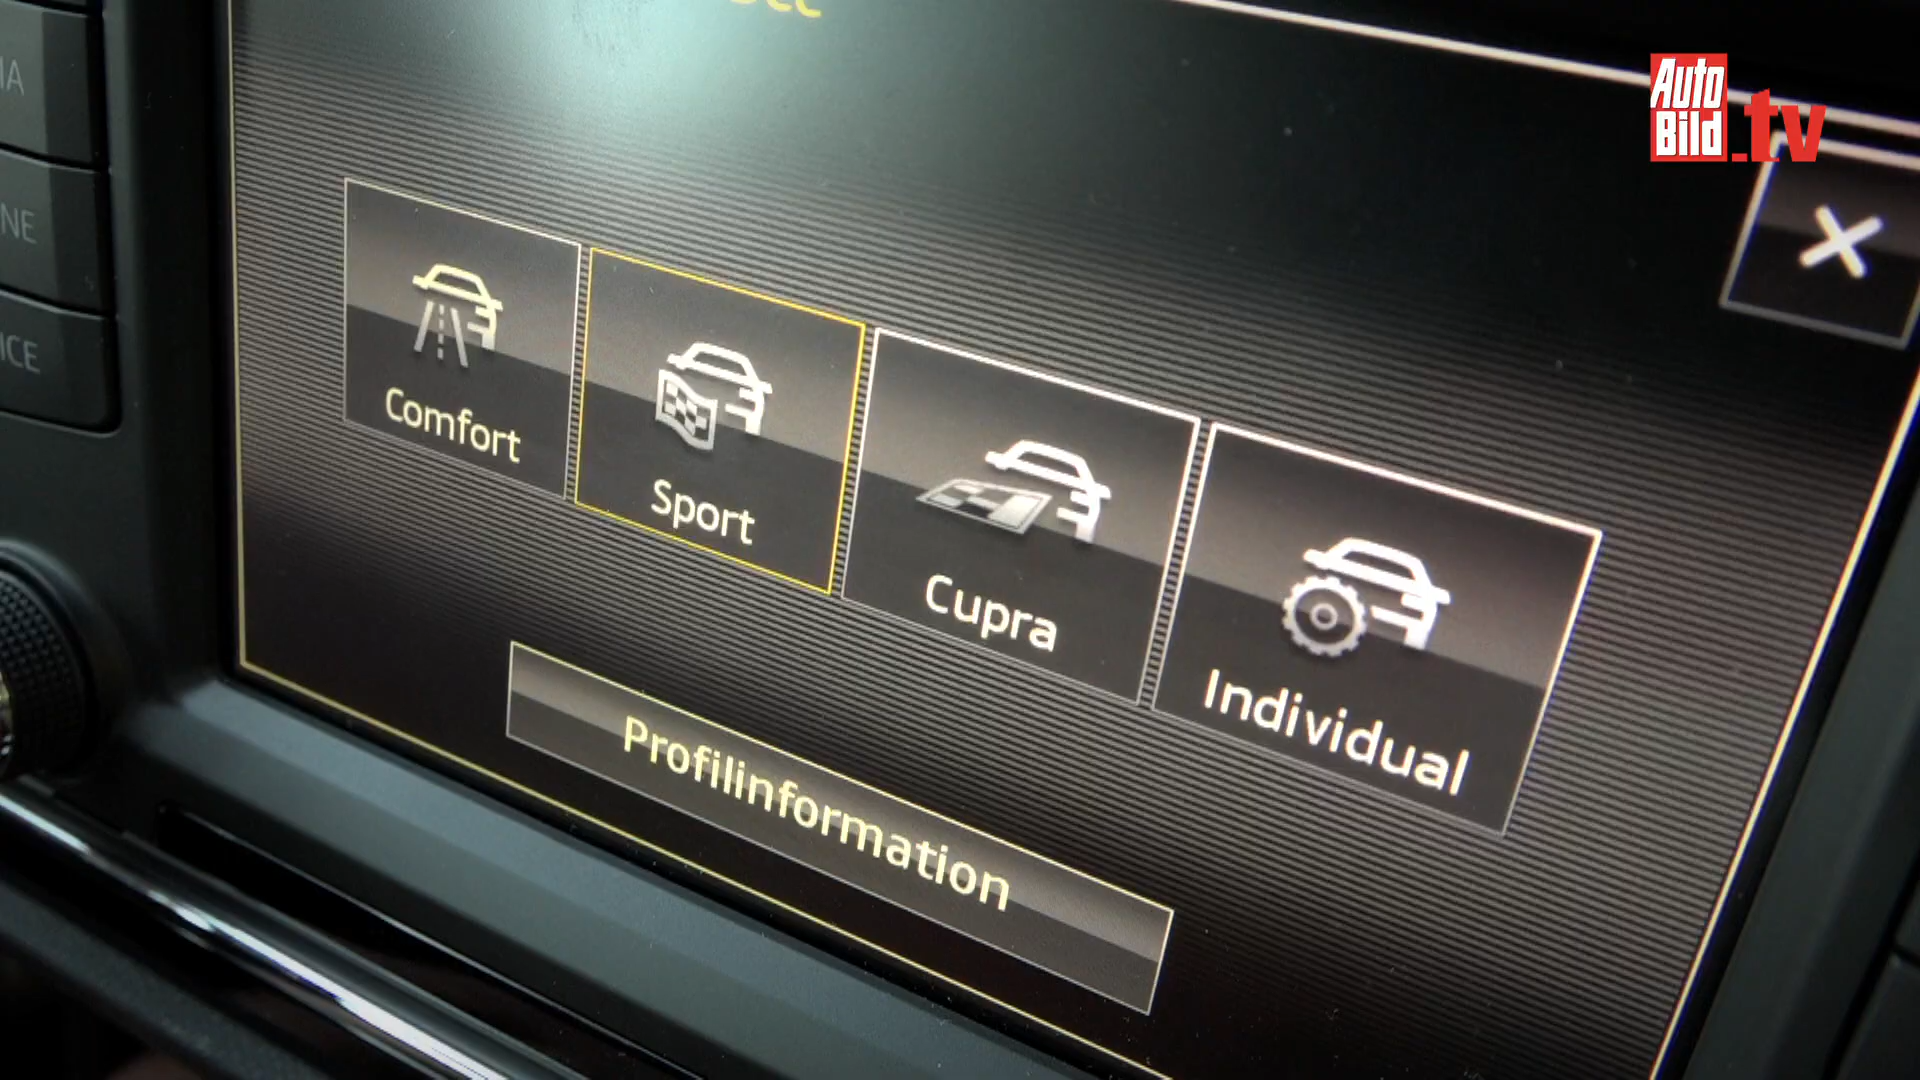 Auto
Bild
.tv
Comfort
Sport
Cupra
Individual
Profilinformation